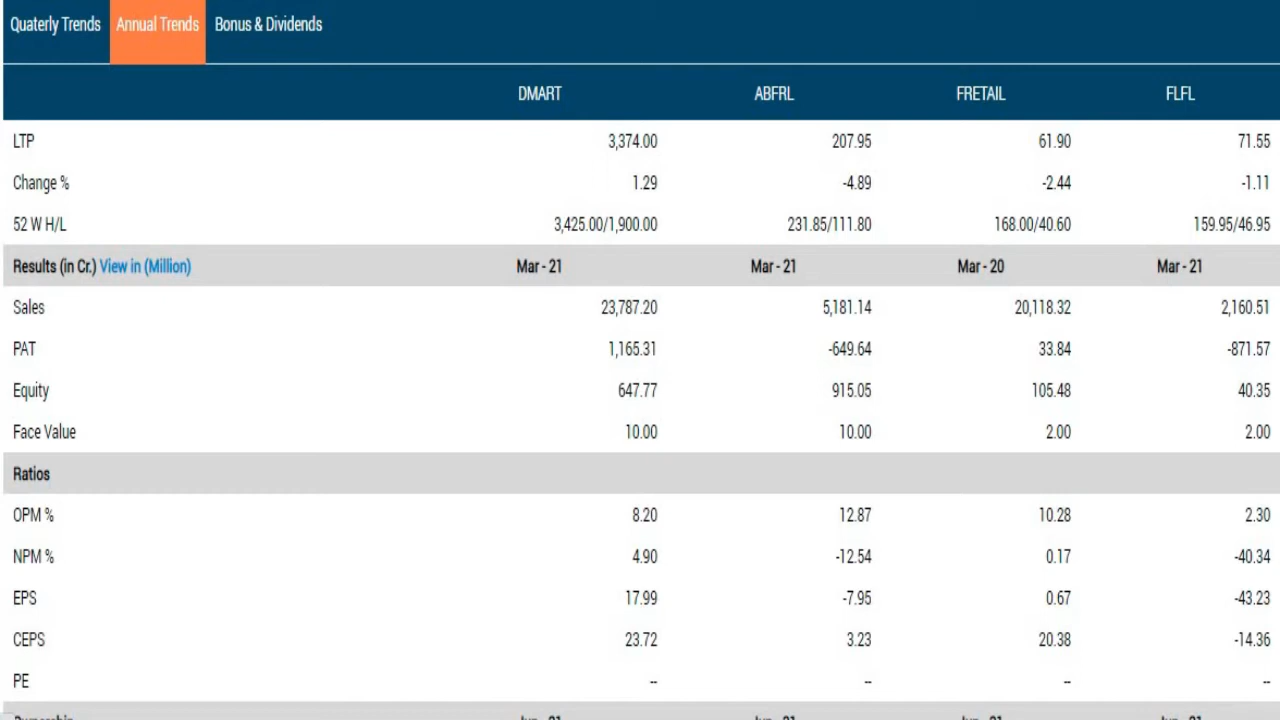 Quaterly Trends Annual Trends Bonus & Dividends
DMART ABFRL FRETAIL FLFL
LTP 3,374.00 207.95 61.90 71.55
Change % 1.29 -4.89 -2.44 -1.11
52 W H/L 3,425.00/1,900.00 231.85/111.80 168.00/40.60 159.95/46.95
Results (in Cr.) View in (Million) Mar - 21 Mar - 21 Mar - 20 Mar - 21
Sales 23,787.20 5,181.14 20,118.32 2,160.51
PAT 1,165.31 -649.64 33.84 -871.57
Equity 647.77 915.05 105.48 40.35
Face Value 10.00 10.00 2.00 2.00
Ratios
OPM % 8.20 12.87 10.28 2.30
NPM % 4.90 -12.54 0.17 -40.34
EPS 17.99 -7.95 0.67 -43.23
CEPS 23.72 3.23 20.38 -14.36
PE -- -- -- --